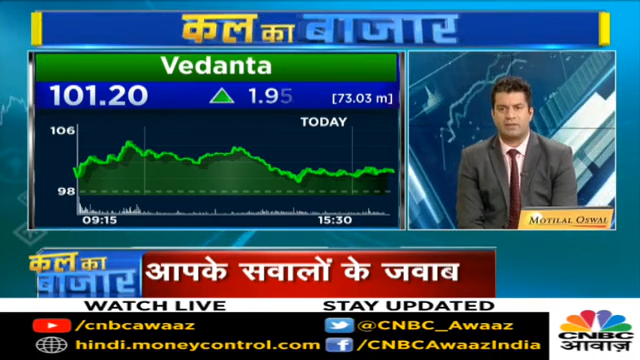 कल का बाज़ार
Vedanta
101.20 1.95 [73.03 m]
TODAY
106
98
09:15 15:30
MOTILAL OSWAL
कल का बाज़ार
आपके सवालों के जवाब
WATCH LIVE STAY UPDATED
/cnbcawaaz @CNBC_Awaaz
hindi.moneycontrol.com /CNBCAwaazIndia
CNBC
आवाज़